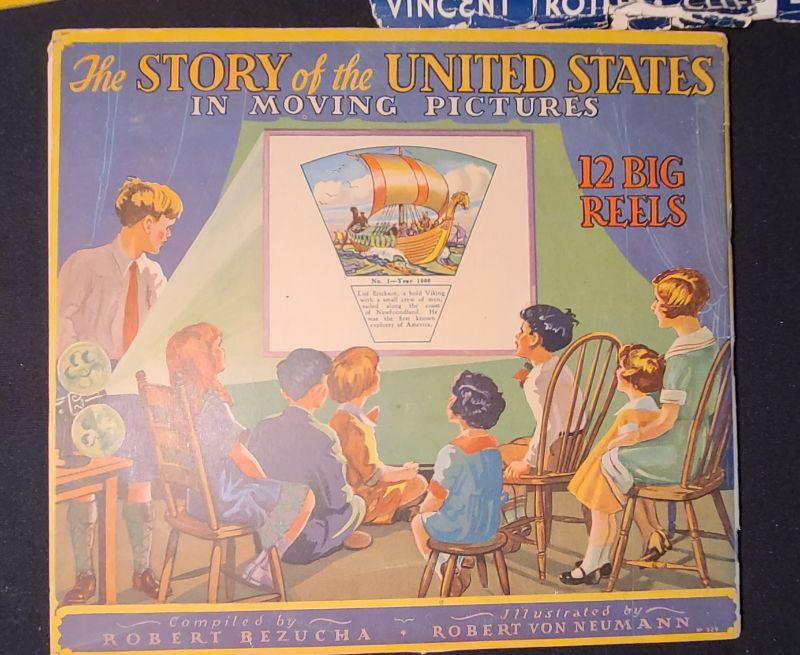 VINCENT TROTT
The STORY of the UNITED STATES
IN MOVING PICTURES
12 BIG
REELS
No. 1—Year 1000
Lief Erickson, a bold Viking
with a small crew of men,
sailed along the coast
of Newfoundland. He
was the first known
explorer of America.
Compiled by
ROBERT BEZUCHA
Illustrated by
ROBERT VON NEUMANN